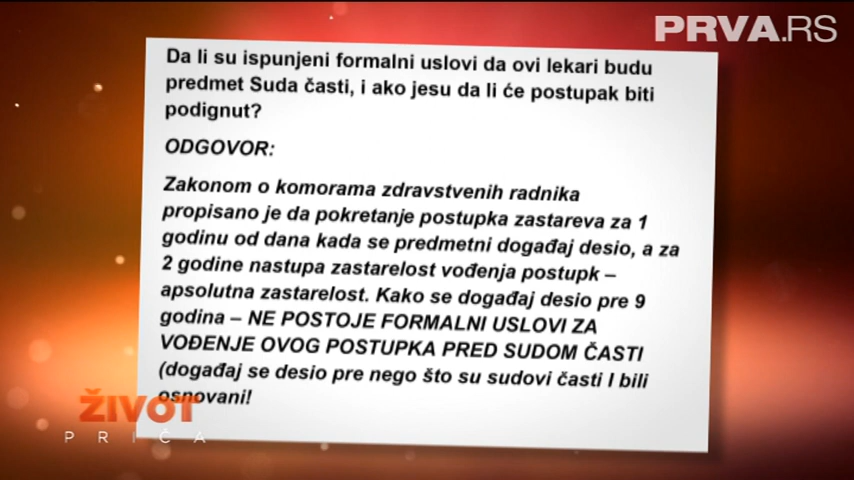 PRVA.RS
Da li su ispunjeni formalni uslovi da ovi lekari budu
predmet Suda časti, i ako jesu da li će postupak biti
podignut?
ODGOVOR:
Zakonom o komorama zdravstvenih radnika
propisano je da pokretanje postupka zastareva za 1
godinu od dana kada se predmetni događaj desio, a za
2 godine nastupa zastarelost vođenja postupk –
apsolutna zastarelost. Kako se događaj desio pre 9
godina – NE POSTOJE FORMALNI USLOVI ZA
VOĐENJE OVOG POSTUPKA PRED SUDOM ČASTI
(događaj se desio pre nego što su sudovi časti I bili
osnovani!
ŽIVOT
PRIČA